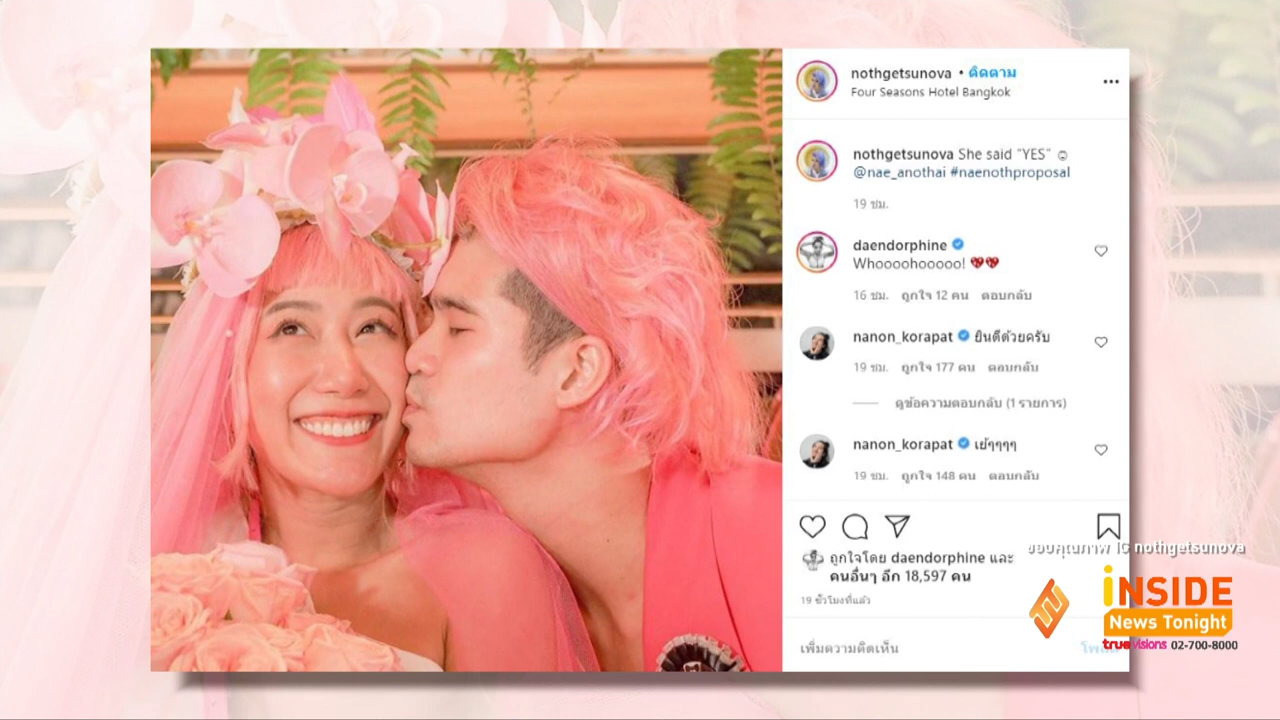 nothgetsunova • ติดตาม
Four Seasons Hotel Bangkok
nothgetsunova She said "YES" ☺
@nae_anothai #naenothproposal
19 ชม.
daendorphine
Whoooohooooo! 💖💖
16 ชม. ถูกใจ 12 คน ตอบกลับ
nanon_korapat ยินดีด้วยครับ
19 ชม. ถูกใจ 177 คน ตอบกลับ
ดูข้อความตอบกลับ (1 รายการ)
nanon_korapat เย้ๆๆๆๆ
19 ชม. ถูกใจ 148 คน ตอบกลับ
ถูกใจโดย daendorphine และ
คนอื่นๆ อีก 18,597 คน
19 ชั่วโมงที่แล้ว
เพิ่มความคิดเห็น
ขอบคุณภาพ IG nothgetsunova
iNSIDE
News Tonight
truevisions 02-700-8000